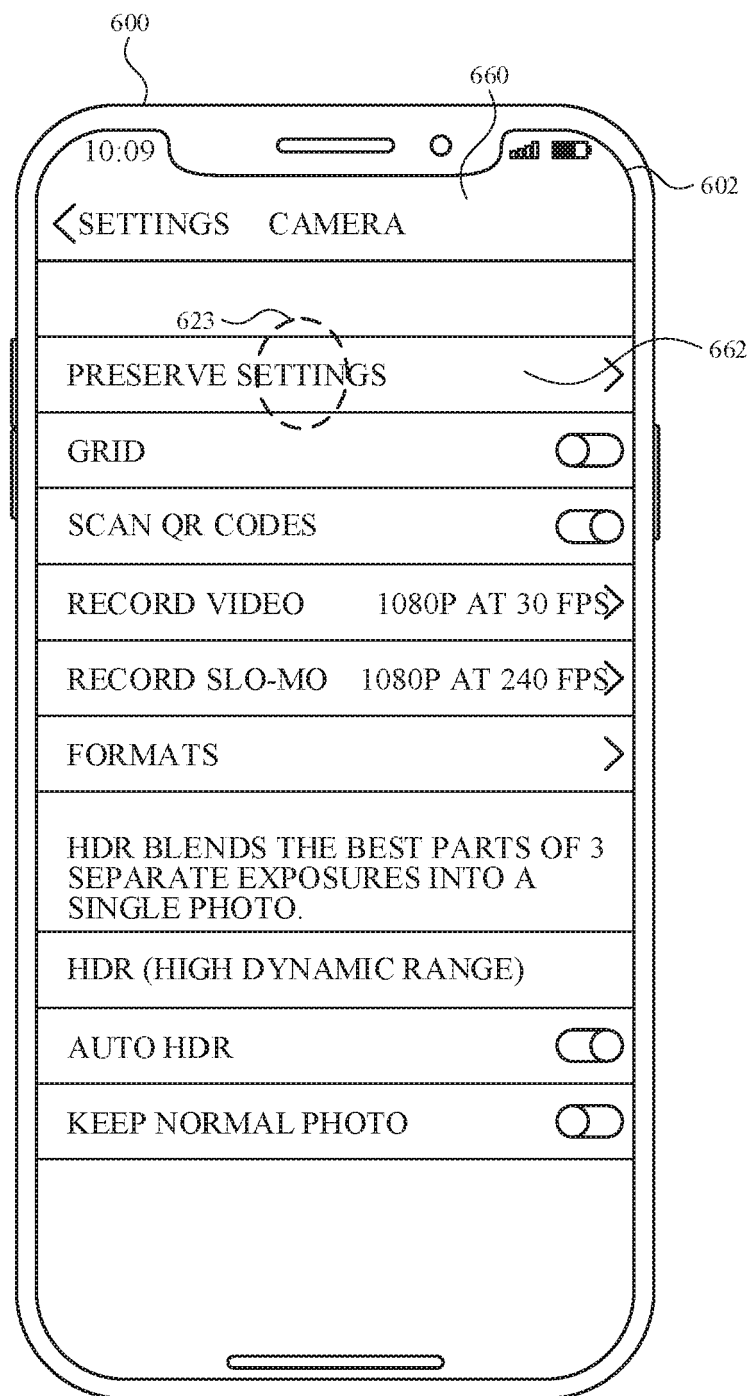 600
660
10:09
602
SETTINGS CAMERA
623
662
PRESERVE SETTINGS
GRID
SCAN QR CODES
RECORD VIDEO 1080P AT 30 FPS
RECORD SLO-MO 1080P AT 240 FPS
FORMATS
HDR BLENDS THE BEST PARTS OF 3
SEPARATE EXPOSURES INTO A
SINGLE PHOTO.
HDR (HIGH DYNAMIC RANGE)
AUTO HDR
KEEP NORMAL PHOTO